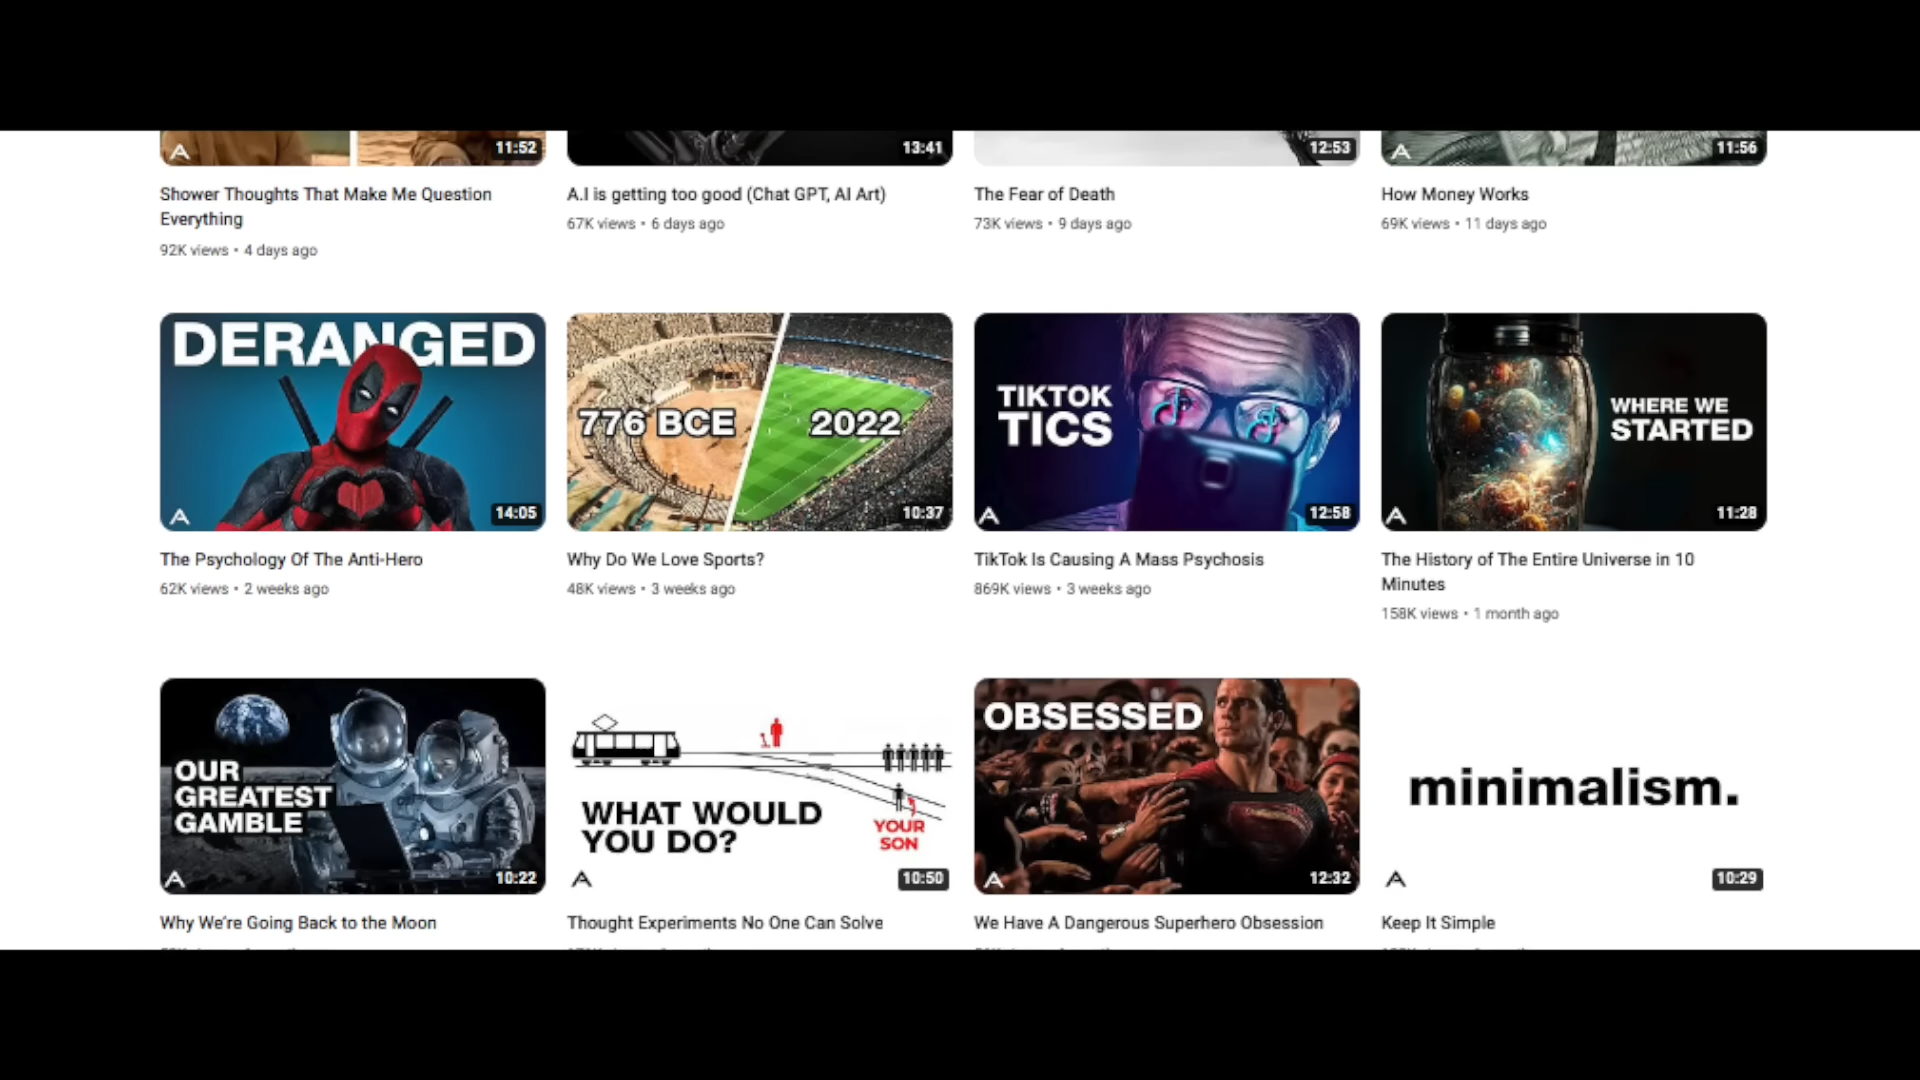 11:52
13:41
12:53
11:56
Shower Thoughts That Make Me Question
Everything
92K views • 4 days ago
A.I is getting too good (Chat GPT, AI Art)
67K views • 6 days ago
The Fear of Death
73K views • 9 days ago
How Money Works
69K views • 11 days ago
DERANGED
14:05
The Psychology Of The Anti-Hero
62K views • 2 weeks ago
776 BCE
2022
10:37
Why Do We Love Sports?
48K views • 3 weeks ago
TIKTOK
TICS
12:58
TikTok Is Causing A Mass Psychosis
869K views • 3 weeks ago
WHERE WE
STARTED
11:28
The History of The Entire Universe in 10
Minutes
158K views • 1 month ago
OUR
GREATEST
GAMBLE
10:22
Why We're Going Back to the Moon
WHAT WOULD
YOU DO?
YOUR
SON
10:50
Thought Experiments No One Can Solve
OBSESSED
12:32
We Have A Dangerous Superhero Obsession
minimalism.
10:29
Keep It Simple